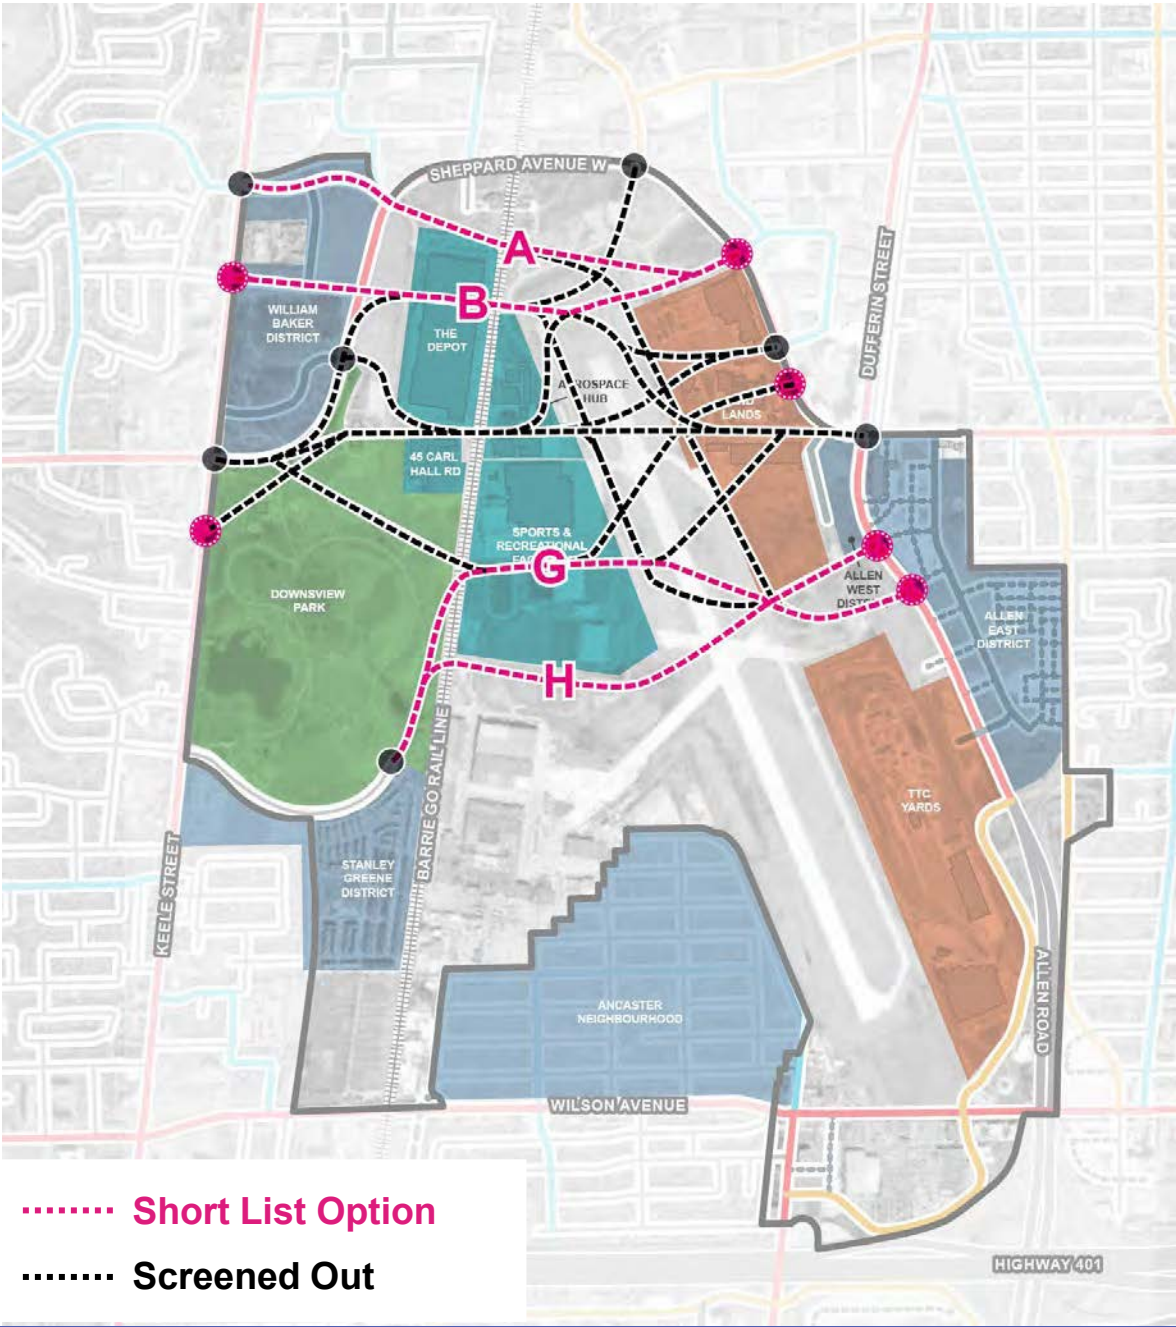 SHEPPARD AVENUE W
A
B
DUFFERIN STREET
WILLIAM
BAKER
DISTRICT
THE
DEPOT
HUB
LANDS
45 CARL
HALL RD
SPORTS &
RECREATIONAL
G
DOWNSVIEW
PARK
ALLEN
WEST
ALLEN
EAST
DISTRICT
H
BARRIE GO RAIL LINE
TTC
YARDS
KEELE STREET
STANLEY
GREENE
DISTRICT
ALLEN ROAD
ANCASTER
NEIGHBOURHOOD
WILSON AVENUE
Short List Option
Screened Out
HIGHWAY 401